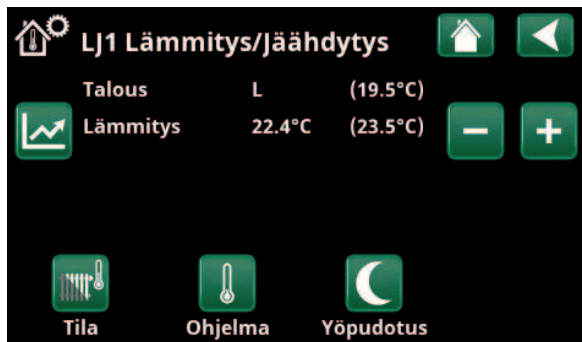 LJ1 Lämmitys/Jäähdytys
Talous L (19.5°C)
Lämmitys 22.4°C (23.5°C)
Tila Ohjelma Yöpudotus